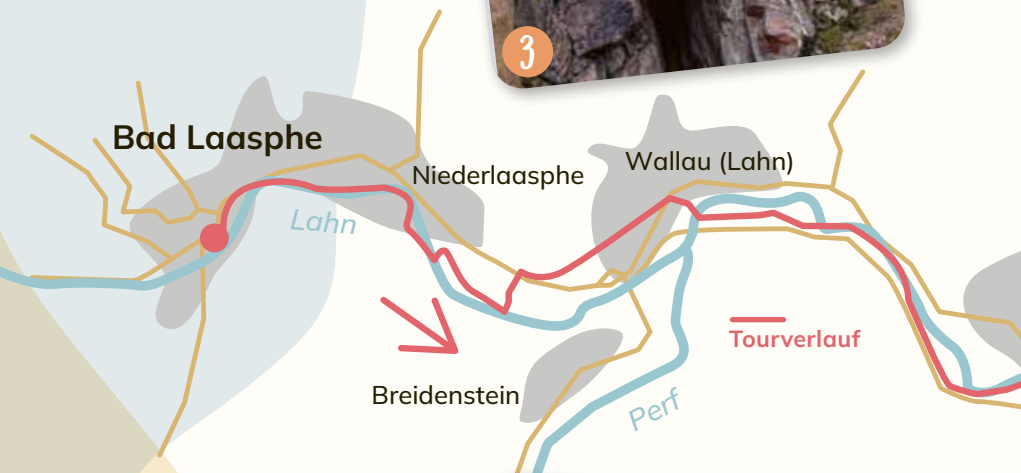 3
Bad Laasphe
Wallau (Lahn)
Niederlaasphe
Lahn
Tourverlauf
Breidenstein
Perf